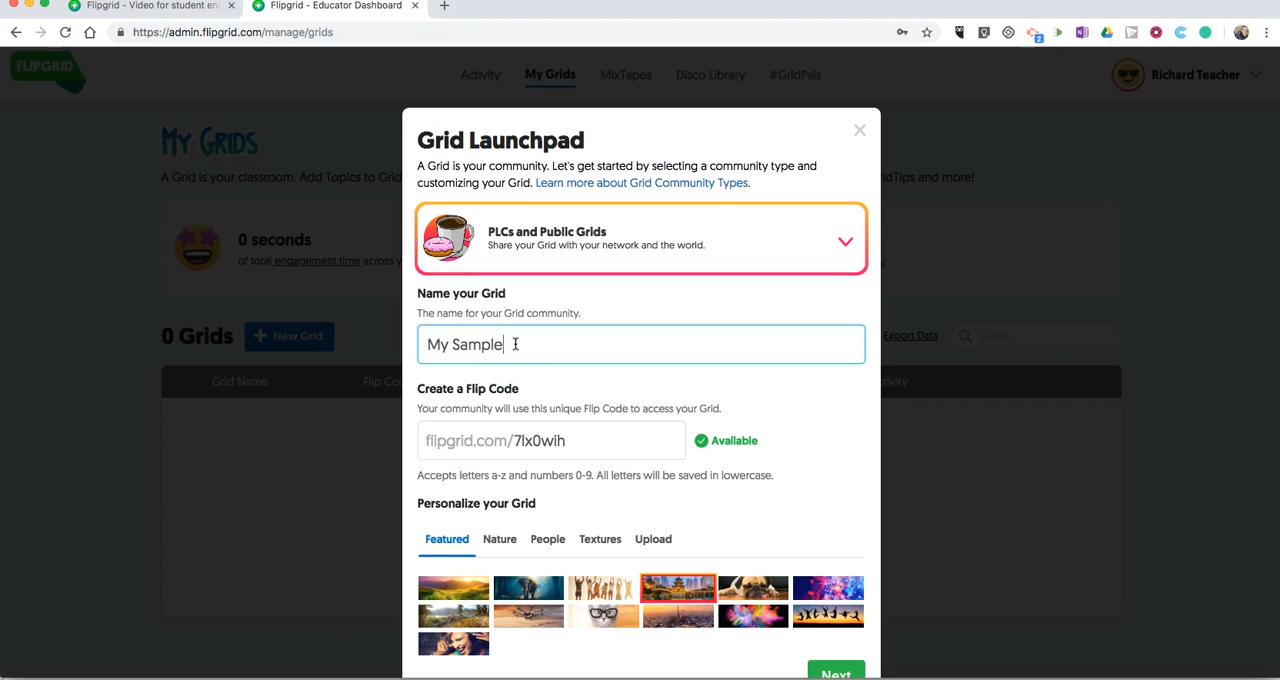 Flipgrid - Video for student en
Flipgrid - Educator Dashboard
https://admin.flipgrid.com/manage/grids
2
FLIPGRID
Activity
My Grids
MixTapes
Disco Library
#GridPals
Richard Teacher
My Grids
A Grid is your classroom. Add Topics to Grid
ridTips and more!
0 seconds
of total engagement time across y
0 Grids
New Grid
Export Data
Search
Grid Name
Flip Co
ctivity
Grid Launchpad
A Grid is your community. Let's get started by selecting a community type and
customizing your Grid. Learn more about Grid Community Types.
PLCs and Public Grids
Share your Grid with your network and the world.
Name your Grid
The name for your Grid community.
My Sample
Create a Flip Code
Your community will use this unique Flip Code to access your Grid.
flipgrid.com/7lx0wih
Available
Accepts letters a-z and numbers 0-9. All letters will be saved in lowercase.
Personalize your Grid
Featured
Nature
People
Textures
Upload
Next